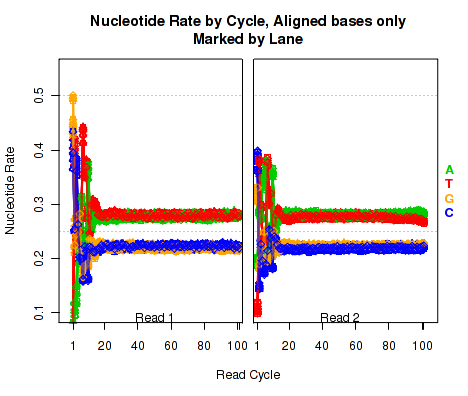 Nucleotide Rate by Cycle, Aligned bases only
Marked by Lane
Nucleotide Rate
0.5
0.4
0.3
0.2
0.1
Read 1
Read 2
A
T
G
C
1 20 40 60 80 100
1 20 40 60 80 100
Read Cycle